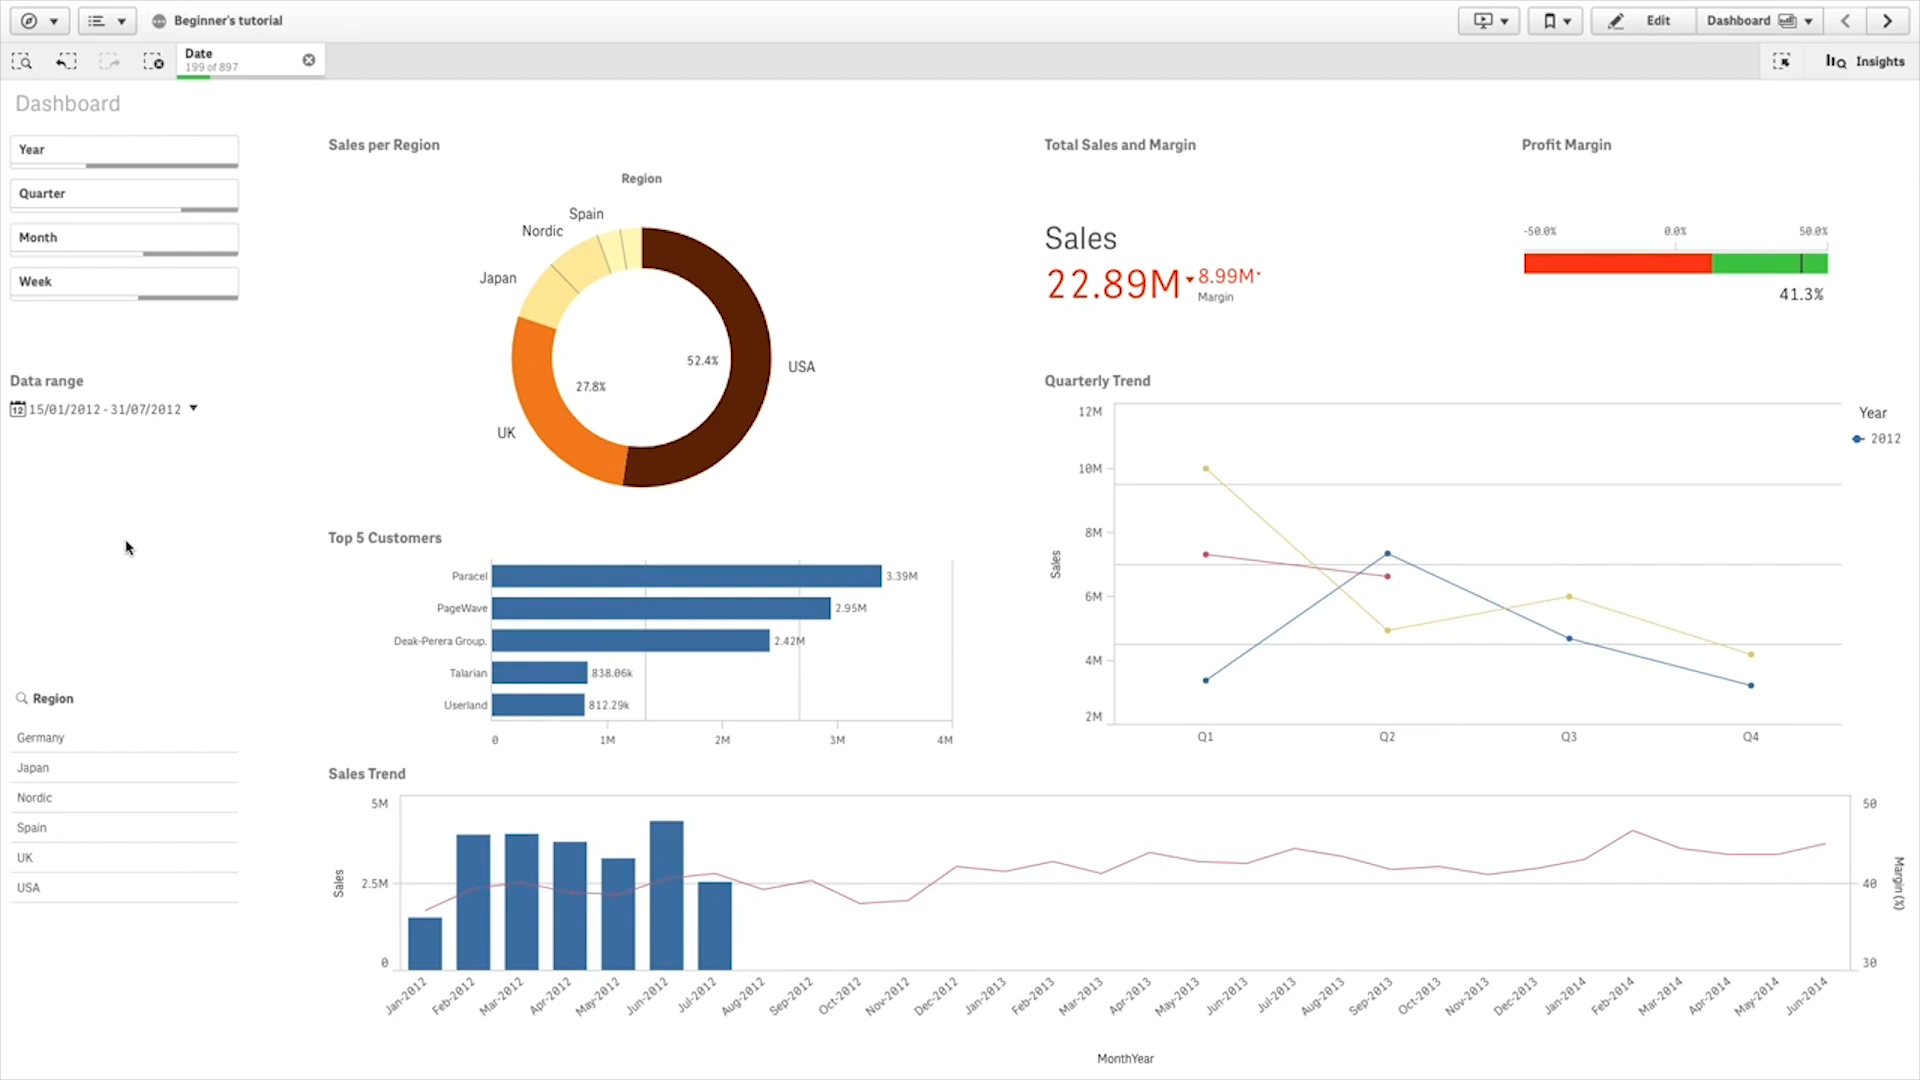 Beginner's tutorial
Edit
Dashboard
Date
199 of 897
Insights
Dashboard
Year
Quarter
Month
Week
Data range
12 15/01/2012 - 31/07/2012
Region
Germany
Japan
Nordic
Spain
UK
USA
Sales per Region
Region
Spain
Nordic
Japan
UK
USA
52.4%
27.8%
Top 5 Customers
Paracel 3.39M
PageWave 2.95M
Deak-Perera Group. 2.42M
Talarian 838.06k
Userland 812.29k
0 1M 2M 3M 4M
Total Sales and Margin
Sales
22.89M 8.99M
Margin
Profit Margin
-50.0% 0.0% 50.0%
41.3%
Quarterly Trend
12M
10M
8M
6M
4M
2M
Sales
Q1 Q2 Q3 Q4
Year
2012
Sales Trend
5M
2.5M
0
Sales
50
40
30
Margin (%)
Jan-2012 Feb-2012 Mar-2012 Apr-2012 May-2012 Jun-2012 Jul-2012 Aug-2012 Sep-2012 Oct-2012 Nov-2012 Dec-2012 Jan-2013 Feb-2013 Mar-2013 Apr-2013 May-2013 Jun-2013 Jul-2013 Aug-2013 Sep-2013 Oct-2013 Nov-2013 Dec-2013 Jan-2014 Feb-2014 Mar-2014 Apr-2014 May-2014 Jun-2014
MonthYear